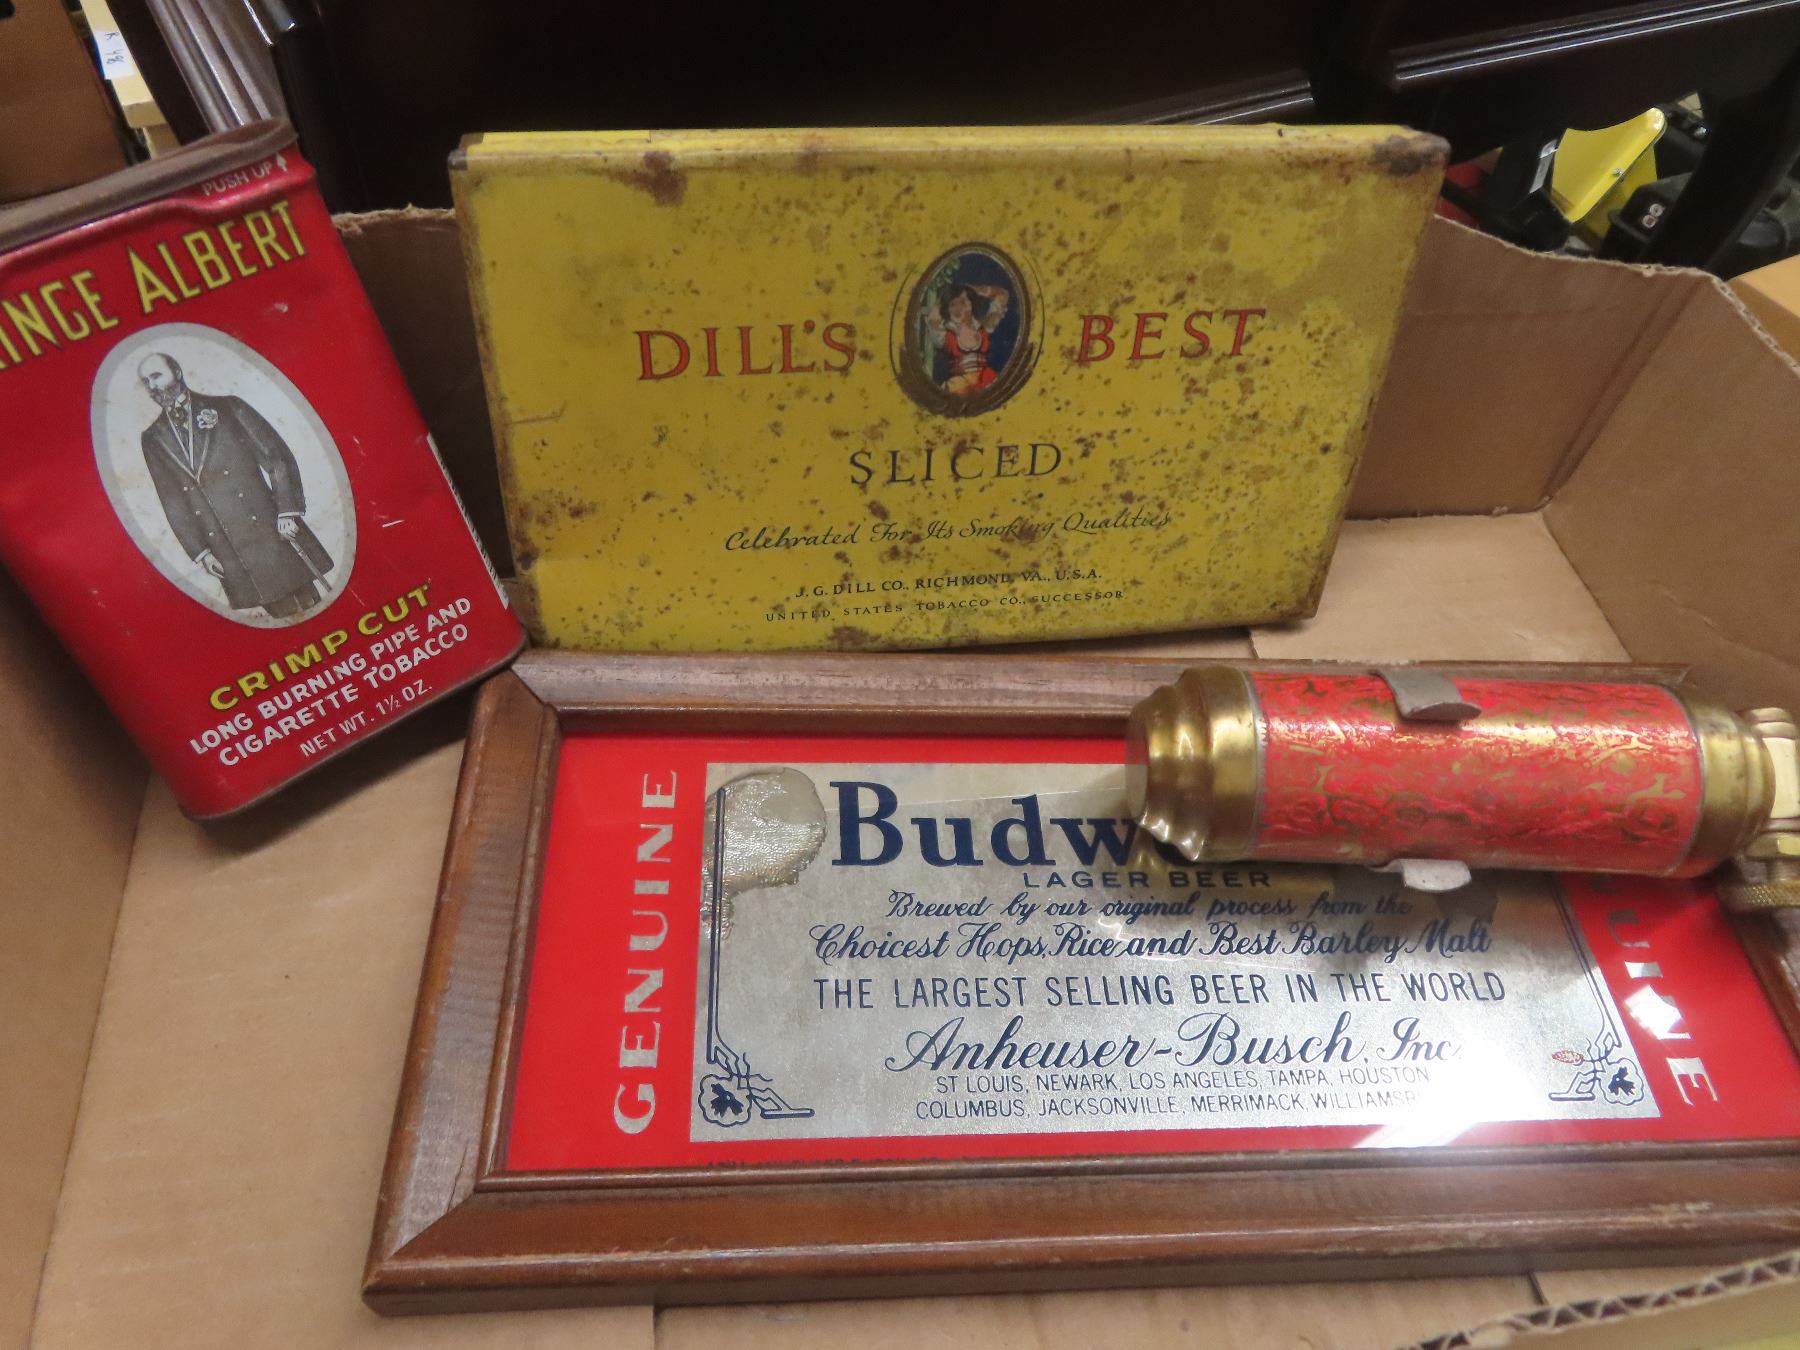 PUSH UP
INCE ALBERT
CRIMP CUT
LONG BURNING PIPE AND
CIGARETTE TOBACCO
NET WT. 1½ OZ.
DILL'S BEST
SLICED
Celebrated For Its Smoking Qualities
J. G. DILL CO., RICHMOND, VA., U.S.A.
UNITED STATES TOBACCO CO., SUCCESSOR
GENUINE
Budw
LAGER BEER
Brewed by our original process from the
Choicest Hops, Rice and Best Barley Malt
THE LARGEST SELLING BEER IN THE WORLD
Anheuser-Busch, Inc.
ST LOUIS, NEWARK, LOS ANGELES, TAMPA, HOUSTON
COLUMBUS, JACKSONVILLE, MERRIMACK, WILLIAMSB
UINE